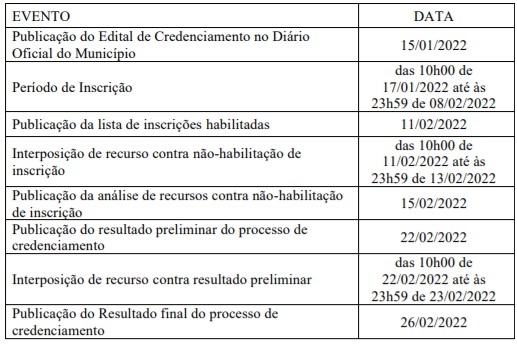 EVENTO DATA
Publicação do Edital de Credenciamento no Diário
Oficial do Município
15/01/2022
Período de Inscrição
das 10h00 de
17/01/2022 até às
23h59 de 08/02/2022
Publicação da lista de inscrições habilitadas 11/02/2022
Interposição de recurso contra não-habilitação de
inscrição
das 10h00 de
11/02/2022 até às
23h59 de 13/02/2022
Publicação da análise de recursos contra não-habilitação
de inscrição
15/02/2022
Publicação do resultado preliminar do processo de
credenciamento
22/02/2022
Interposição de recurso contra resultado preliminar
das 10h00 de
22/02/2022 até às
23h59 de 23/02/2022
Publicação do Resultado final do processo de
credenciamento
26/02/2022